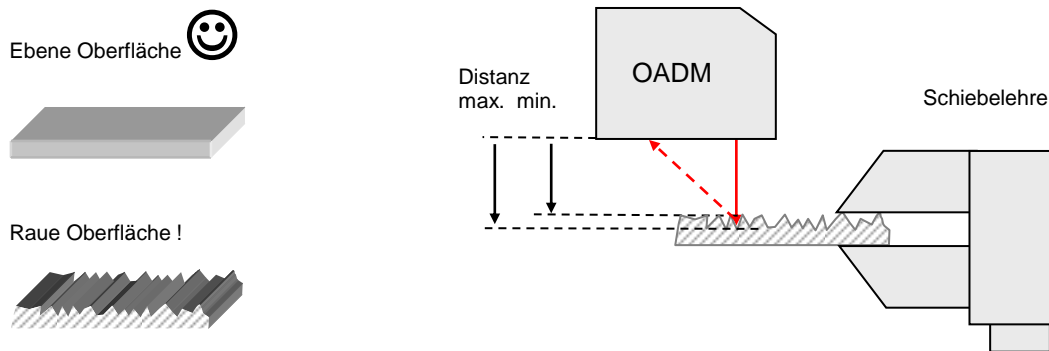 Ebene Oberfläche
Raue Oberfläche !
Distanz
max. min.
OADM
Schiebelehre